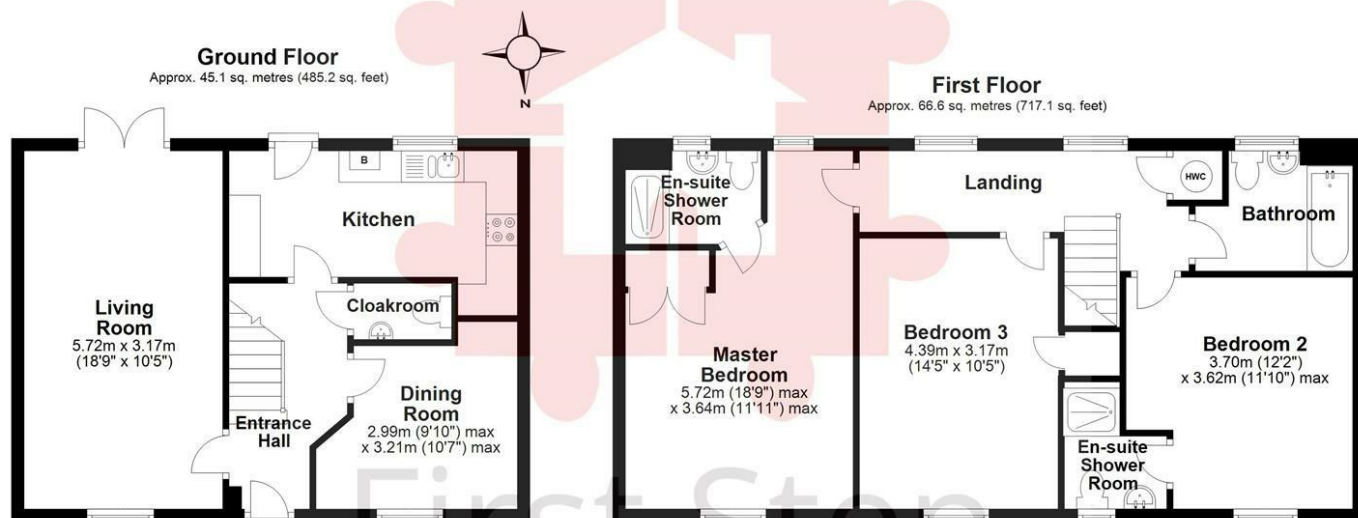 Ground Floor
Approx. 45.1 sq. metres (485.2 sq. feet)
N
First Floor
Approx. 66.6 sq. metres (717.1 sq. feet)
B
Kitchen
Living
Room
5.72m x 3.17m
(18'9" x 10'5")
Cloakroom
Entrance
Hall
Dining
Room
2.99m (9'10") max
x 3.21m (10'7") max
En-suite
Shower
Room
Landing
HWC
Bathroom
Master
Bedroom
5.72m (18'9") max
x 3.64m (11'11") max
Bedroom 3
4.39m x 3.17m
(14'5" x 10'5")
Bedroom 2
3.70m (12'2")
x 3.62m (11'10") max
En-suite
Shower
Room
First Step